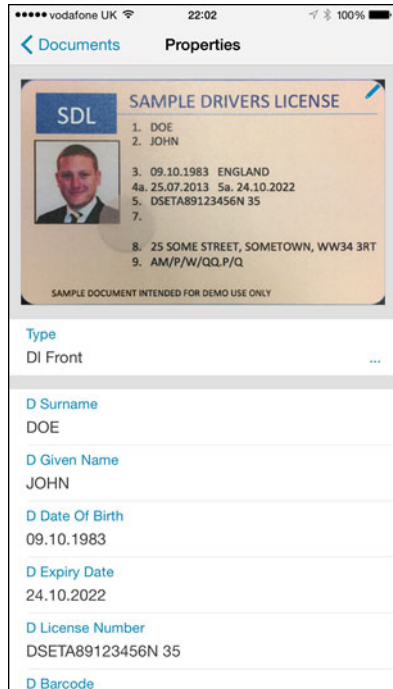 vodafone UK 22:02 100%
Documents Properties
SDL
SAMPLE DRIVERS LICENSE
1. DOE
2. JOHN
3. 09.10.1983 ENGLAND
4a. 25.07.2013 5a. 24.10.2022
5. DSETA89123456N 35
7.
8. 25 SOME STREET, SOMETOWN, WW34 3RT
9. AM/P/W/QQ.P/Q
SAMPLE DOCUMENT INTENDED FOR DEMO USE ONLY
Type
DI Front
...
D Surname
DOE
D Given Name
JOHN
D Date Of Birth
09.10.1983
D Expiry Date
24.10.2022
D License Number
DSETA89123456N 35
D Barcode